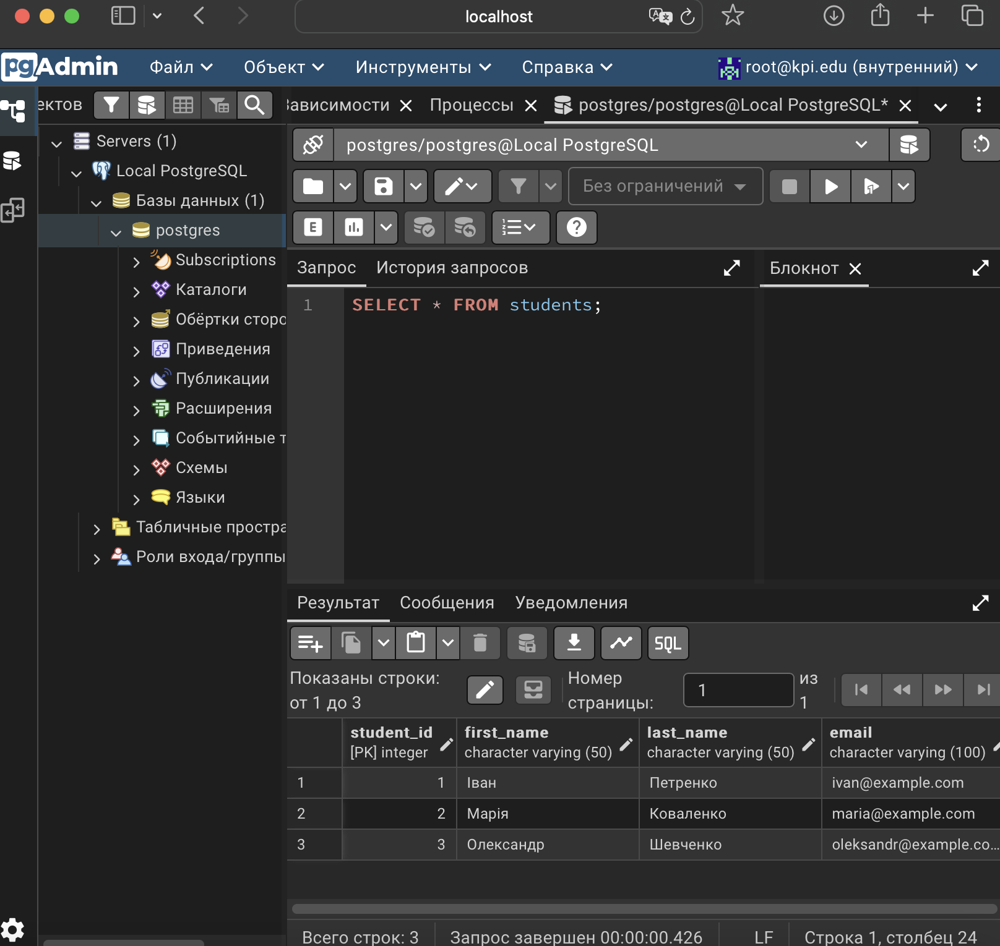 localhost
pgAdmin Файл Объект Инструменты Справка root@kpi.edu (внутренний)
ектов
зависимости Процессы postgres/postgres@Local PostgreSQL*
Servers (1)
Local PostgreSQL
Базы данных (1)
postgres
Subscriptions
Каталоги
Обёртки сторо
Приведения
Публикации
Расширения
Событийные т
Схемы
Языки
Табличные простра
Роли входа/группы
postgres/postgres@Local PostgreSQL
Без ограничений
E
Запрос История запросов
Блокнот
1 SELECT * FROM students;
Результат Сообщения Уведомления
SQL
Показаны строки:
от 1 до 3
Номер
страницы:
1
из
1
student_id first_name last_name email
[PK] integer character varying (50) character varying (50) character varying (100)
1 1 Іван Петренко ivan@example.com
2 2 Марія Коваленко maria@example.com
3 3 Олександр Шевченко oleksandr@example.co...
Всего строк: 3 Запрос завершен 00:00:00.426 LF Строка 1, столбец 24